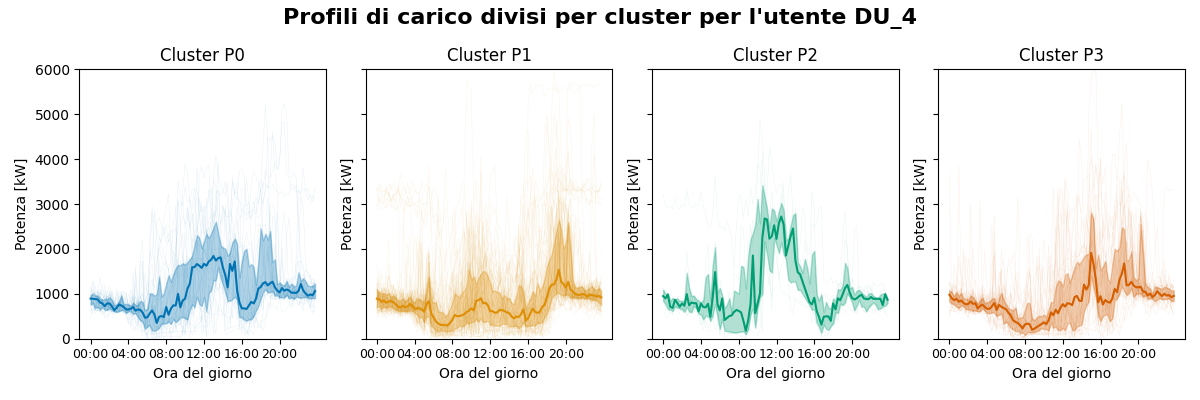 Profili di carico divisi per cluster per l'utente DU_4
Cluster P0
Cluster P1
Cluster P2
Cluster P3
6000
5000
4000
3000
2000
1000
0
Potenza [kW]
Potenza [kW]
Potenza [kW]
Potenza [kW]
00:00 04:00 08:00 12:00 16:00 20:00
00:00 04:00 08:00 12:00 16:00 20:00
00:00 04:00 08:00 12:00 16:00 20:00
00:00 04:00 08:00 12:00 16:00 20:00
Ora del giorno
Ora del giorno
Ora del giorno
Ora del giorno